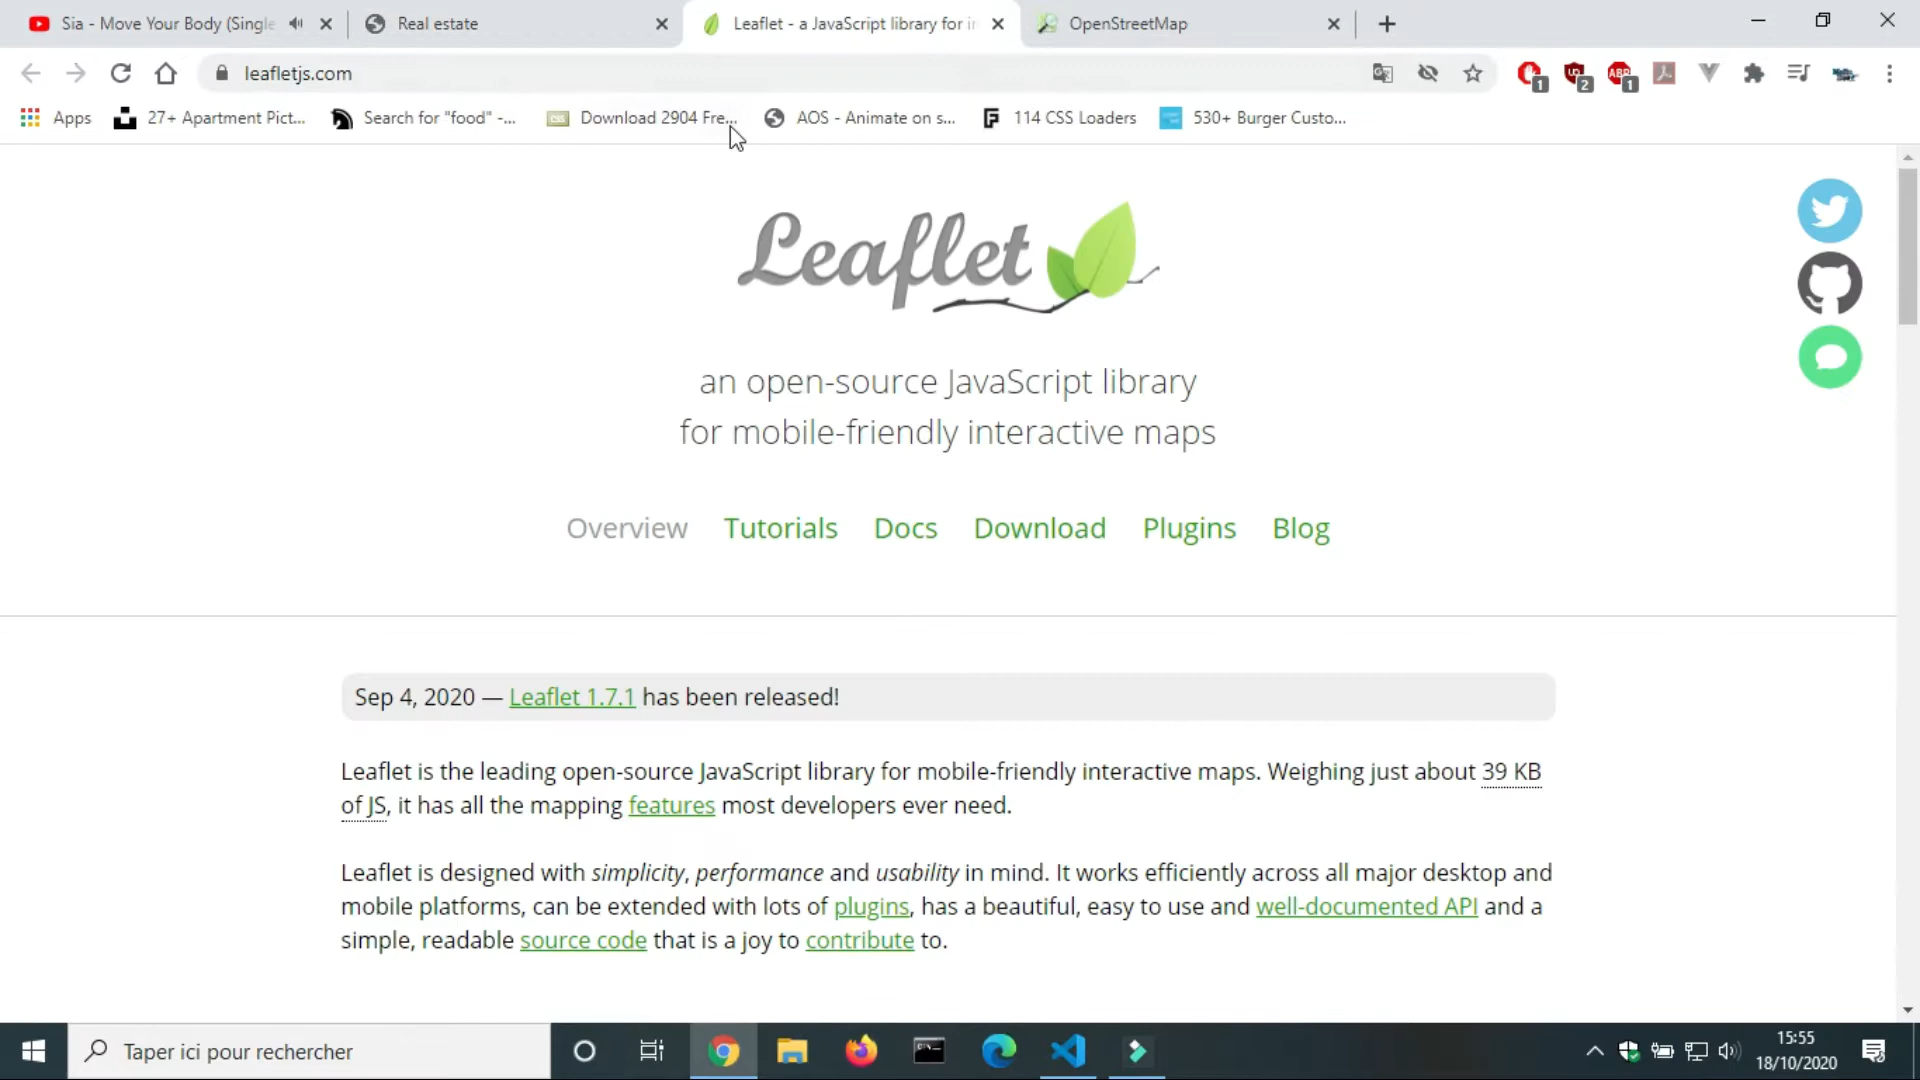 Sia - Move Your Body (Single
Real estate
Leaflet - a JavaScript library for in
OpenStreetMap
leafletjs.com
1
2
ABP
1
Apps
27+ Apartment Pict...
Search for "food" -...
Download 2904 Fre...
AOS - Animate on s...
114 CSS Loaders
530+ Burger Custo...
Leaflet
an open-source JavaScript library
for mobile-friendly interactive maps
Overview
Tutorials
Docs
Download
Plugins
Blog
Sep 4, 2020 — Leaflet 1.7.1 has been released!
Leaflet is the leading open-source JavaScript library for mobile-friendly interactive maps. Weighing just about 39 KB
of JS, it has all the mapping features most developers ever need.
Leaflet is designed with simplicity, performance and usability in mind. It works efficiently across all major desktop and
mobile platforms, can be extended with lots of plugins, has a beautiful, easy to use and well-documented API and a
simple, readable source code that is a joy to contribute to.
Taper ici pour rechercher
15:55
18/10/2020